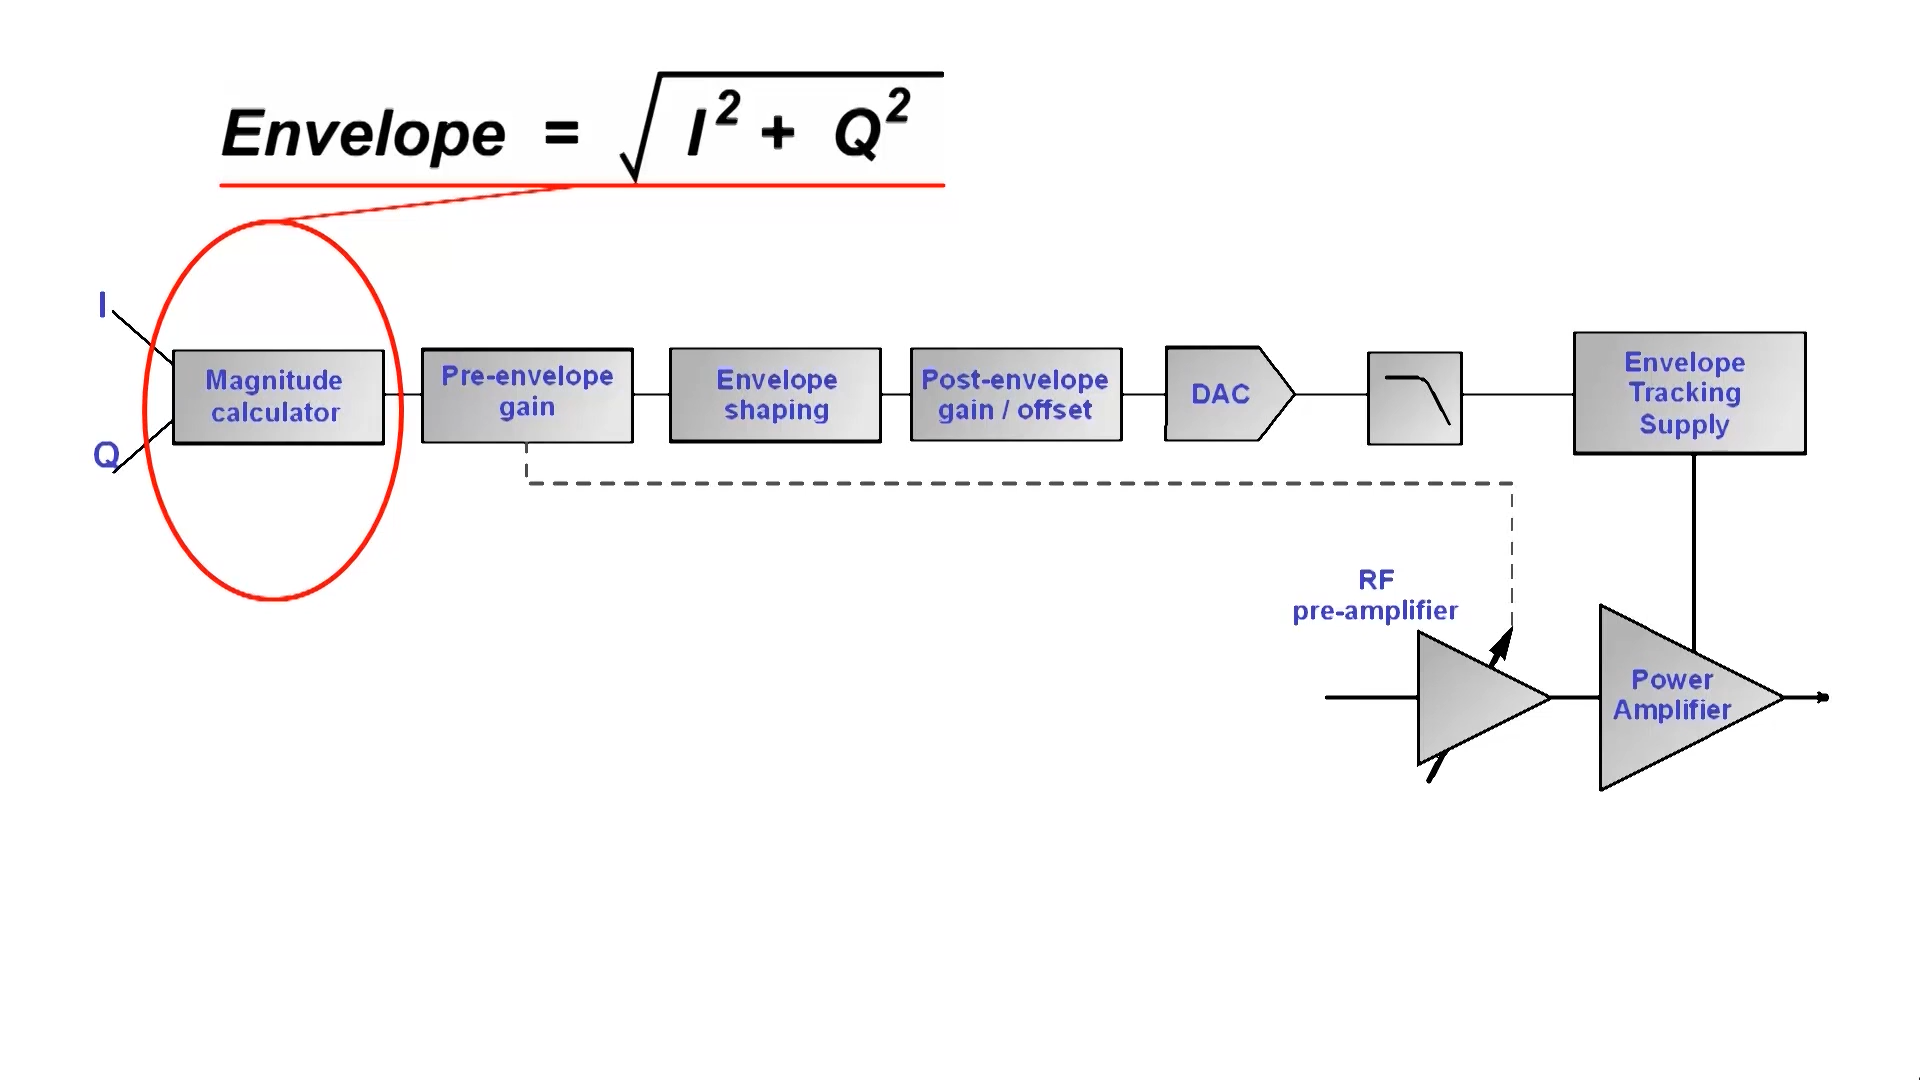 Envelope = √ I² + Q²
I
Q
Magnitude
calculator
Pre-envelope
gain
Envelope
shaping
Post-envelope
gain / offset
DAC
Envelope
Tracking
Supply
RF
pre-amplifier
Power
Amplifier